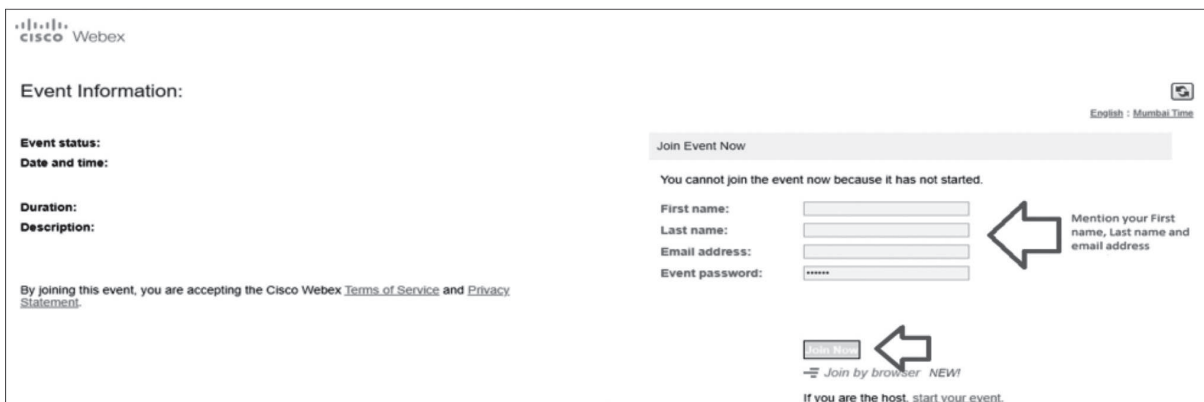 cisco Webex
Event Information:
English : Mumbai Time
Event status:
Date and time:
Duration:
Description:
By joining this event, you are accepting the Cisco Webex Terms of Service and Privacy
Statement.
Join Event Now
You cannot join the event now because it has not started.
First name:
Last name:
Email address:
Event password:
Mention your First
name, Last name and
email address
Join Now
Join by browser NEW!
If you are the host, start your event.